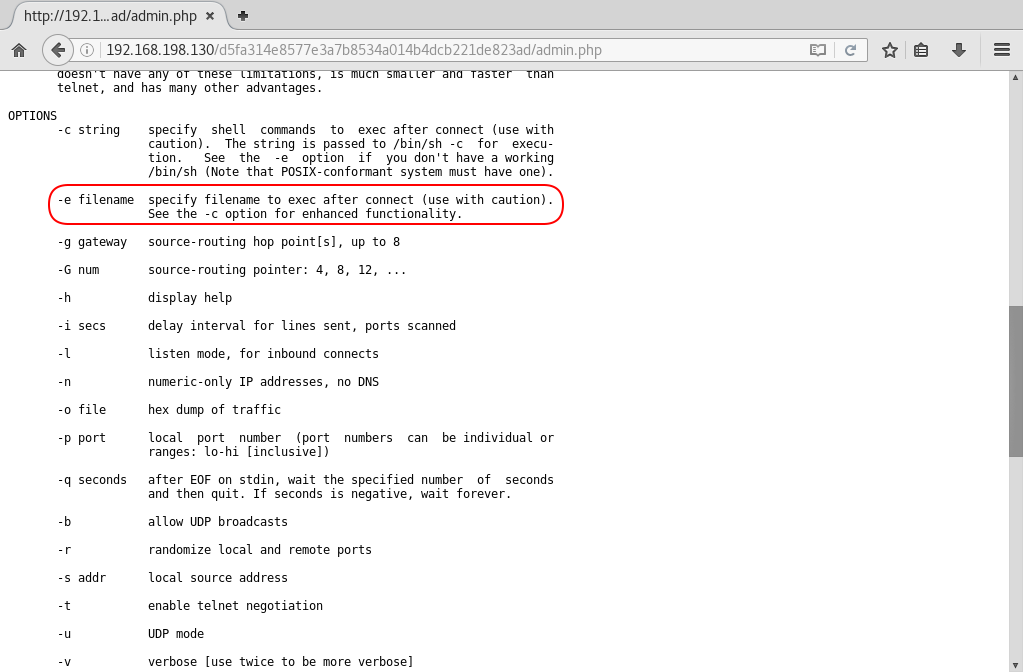 http://192.1...ad/admin.php
192.168.198.130/d5fa314e8577e3a7b8534a014b4dcb221de823ad/admin.php
doesn't have any of these limitations, is much smaller and faster  than
telnet, and has many other advantages.
OPTIONS
-c string    specify  shell  commands  to  exec after connect (use with
caution).  The string is passed to /bin/sh -c  for  execu-
tion.   See  the  -e  option  if  you don't have a working
/bin/sh (Note that POSIX-conformant system must have one).
-e filename  specify filename to exec after connect (use with caution).
See the -c option for enhanced functionality.
-g gateway   source-routing hop point[s], up to 8
-G num       source-routing pointer: 4, 8, 12, ...
-h           display help
-i secs      delay interval for lines sent, ports scanned
-l           listen mode, for inbound connects
-n           numeric-only IP addresses, no DNS
-o file      hex dump of traffic
-p port      local  port  number  (port  numbers  can  be individual or
ranges: lo-hi [inclusive])
-q seconds   after EOF on stdin, wait the specified number  of  seconds
and then quit. If seconds is negative, wait forever.
-b           allow UDP broadcasts
-r           randomize local and remote ports
-s addr      local source address
-t           enable telnet negotiation
-u           UDP mode
-v           verbose [use twice to be more verbose]